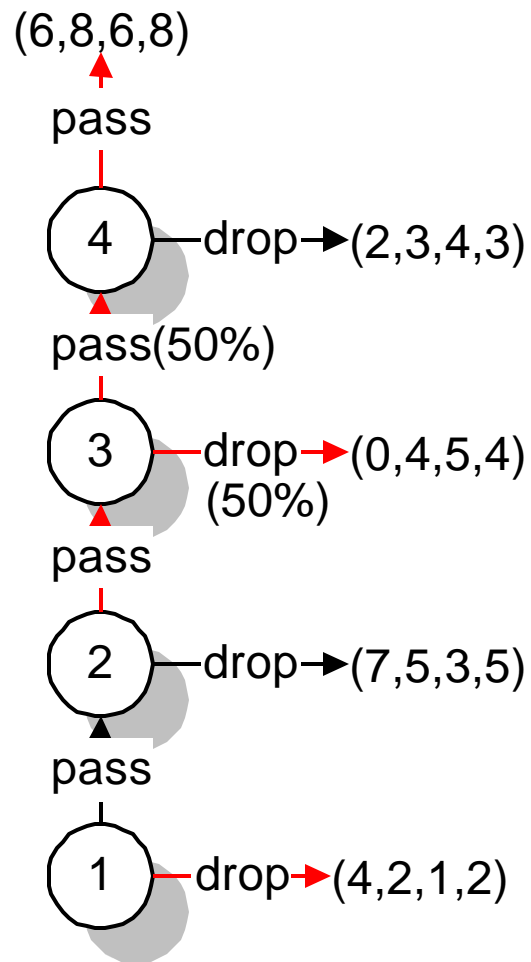 (6,8,6,8)
pass
4 drop (2,3,4,3)
pass(50%)
3 drop (0,4,5,4)
(50%)
pass
2 drop (7,5,3,5)
pass
1 drop (4,2,1,2)